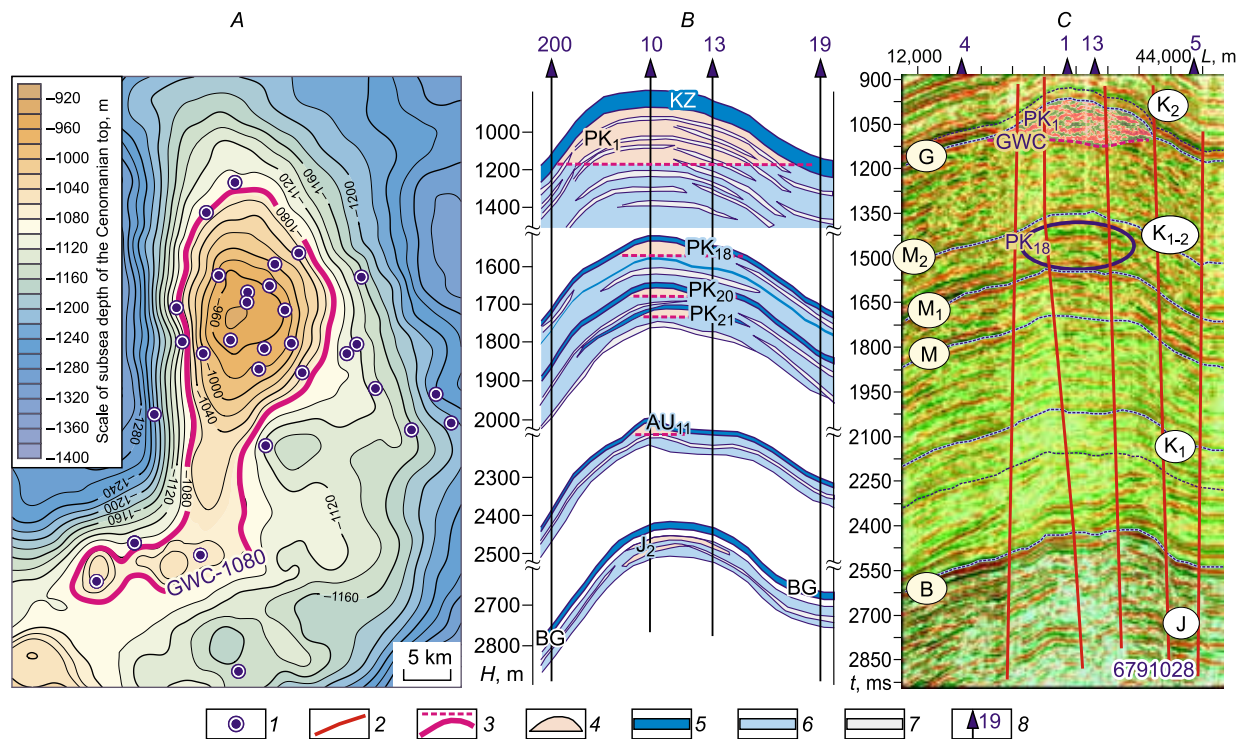 A
B
C
Scale of subsea depth of the Cenomanian top, m
−920
−960
−1000
−1040
−1080
−1120
−1160
−1200
−1240
−1280
−1320
−1360
−1400
−1120
−1160
−1200
−1080
−960
−1000
−1040
−1280
−1080
−1120
−1240
−1200
−1160
−1120
−1160
GWC-1080
5 km
200
10
13
19
1000
1200
1400
1600
1700
1800
1900
2000
2300
2400
2500
2700
2800
H, m
KZ
PK1
PK18
PK20
PK21
AU11
J2
BG
BG
4
1
13
5
12,000
44,000
L, m
900
1050
1200
1350
1500
1650
1800
1950
2100
2250
2400
2550
2700
2850
t, ms
K2
PK1
GWC
G
K1-2
PK18
M2
M1
M
K1
B
J
6791028
1
2
3
4
5
6
7
19
8